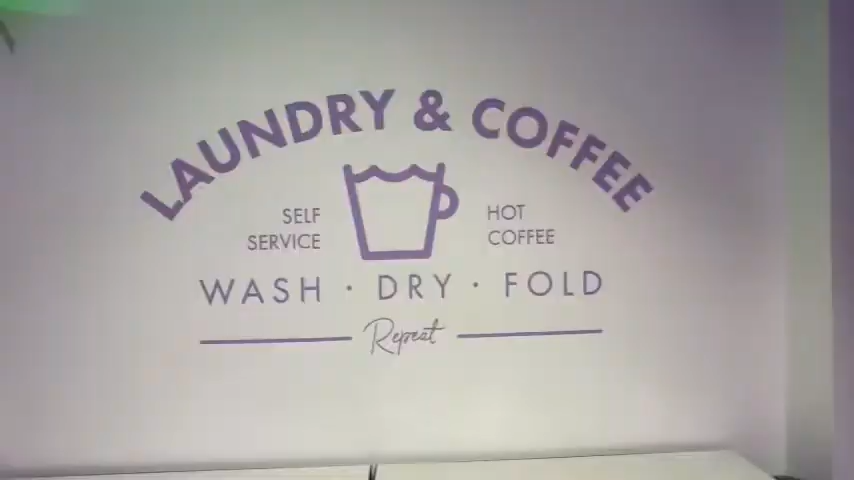 LAUNDRY & COFFEE
SELF
SERVICE
HOT
COFFEE
WASH · DRY · FOLD
Repeat